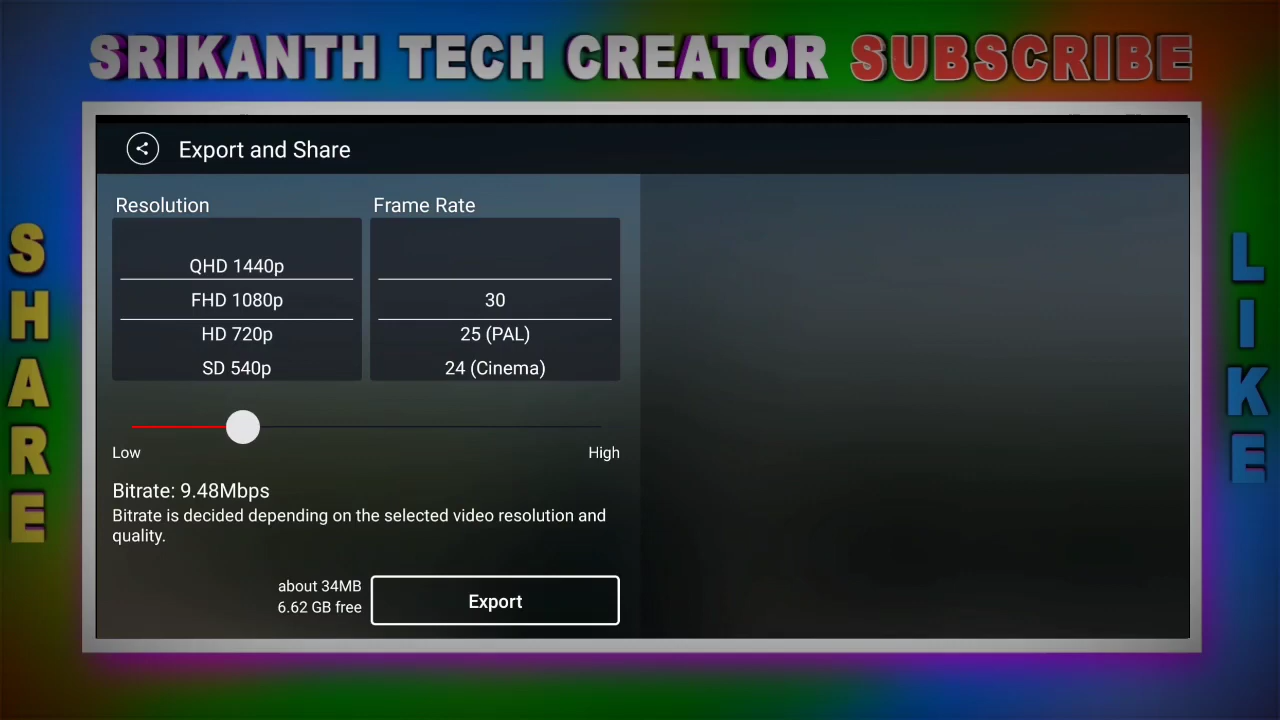 SRIKANTH TECH CREATOR SUBSCRIBE
Export and Share
Resolution
QHD 1440p
FHD 1080p
HD 720p
SD 540p
Frame Rate
30
25 (PAL)
24 (Cinema)
Low
High
Bitrate: 9.48Mbps
Bitrate is decided depending on the selected video resolution and
quality.
about 34MB
6.62 GB free
Export
SHARE
LIKE